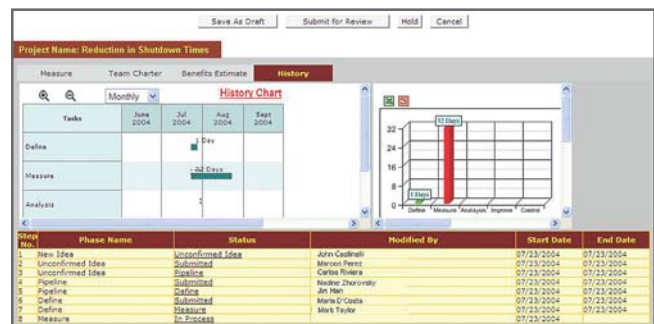 Save As Draft Submit for Review Hold Cancel
Project Name: Reduction in Shutdown Times
Measure Team Charter Benefits Estimate History
Monthly History Chart
Tasks June 2004 Jul 2004 Aug 2004 Sept 2004
Define 1 Day
Measure 32 Days
Analysis
32 Days
32
24
16
8
1 Days
0
Define Measure Analaysis Improve Control
Step No. Phase Name Status Modified By Start Date End Date
1 New Idea Unconfirmed Idea John Castinelli 07/23/2004 07/23/2004
2 Unconfirmed Idea Submitted Marcos Perez 07/23/2004 07/23/2004
3 Unconfirmed Idea Pipeline Carlos Riviera 07/23/2004 07/23/2004
4 Pipeline Submitted Nadine Zhorovsky 07/23/2004 07/23/2004
5 Pipeline Define Jim Han 07/23/2004 07/23/2004
6 Define Submitted Maria D'Costa 07/23/2004 07/23/2004
7 Define Measure Mark Taylor 07/23/2004 07/23/2004
8 Measure In Process 07/23/2004